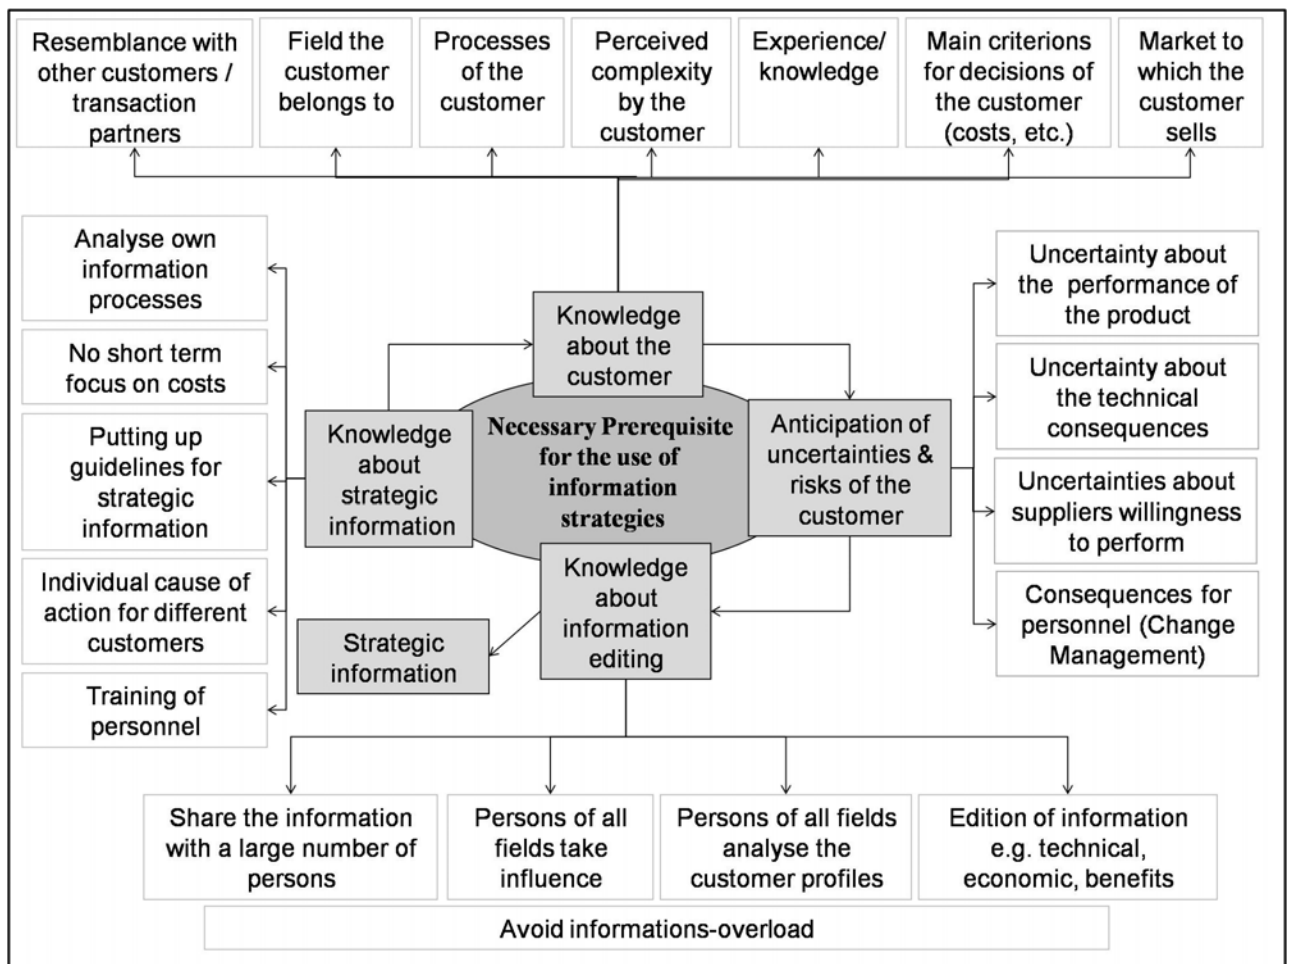 Resemblance with
other customers /
transaction
partners
Field the
customer
belongs to
Processes
of the
customer
Perceived
complexity
by the
customer
Experience/
knowledge
Main criterions
for decisions of
the customer
(costs, etc.)
Market to
which the
customer
sells
Analyse own
information
processes
No short term
focus on costs
Putting up
guidelines for
strategic
information
Individual cause of
action for different
customers
Training of
personnel
Knowledge
about the
customer
Knowledge
about
strategic
information
Necessary Prerequisite
for the use of
information
strategies
Anticipation of
uncertainties &
risks of the
customer
Knowledge
about
information
editing
Strategic
information
Uncertainty about
the performance of
the product
Uncertainty about
the technical
consequences
Uncertainties about
suppliers willingness
to perform
Consequences for
personnel (Change
Management)
Share the information
with a large number of
persons
Persons of all
fields take
influence
Persons of all fields
analyse the
customer profiles
Edition of information
e.g. technical,
economic, benefits
Avoid informations-overload